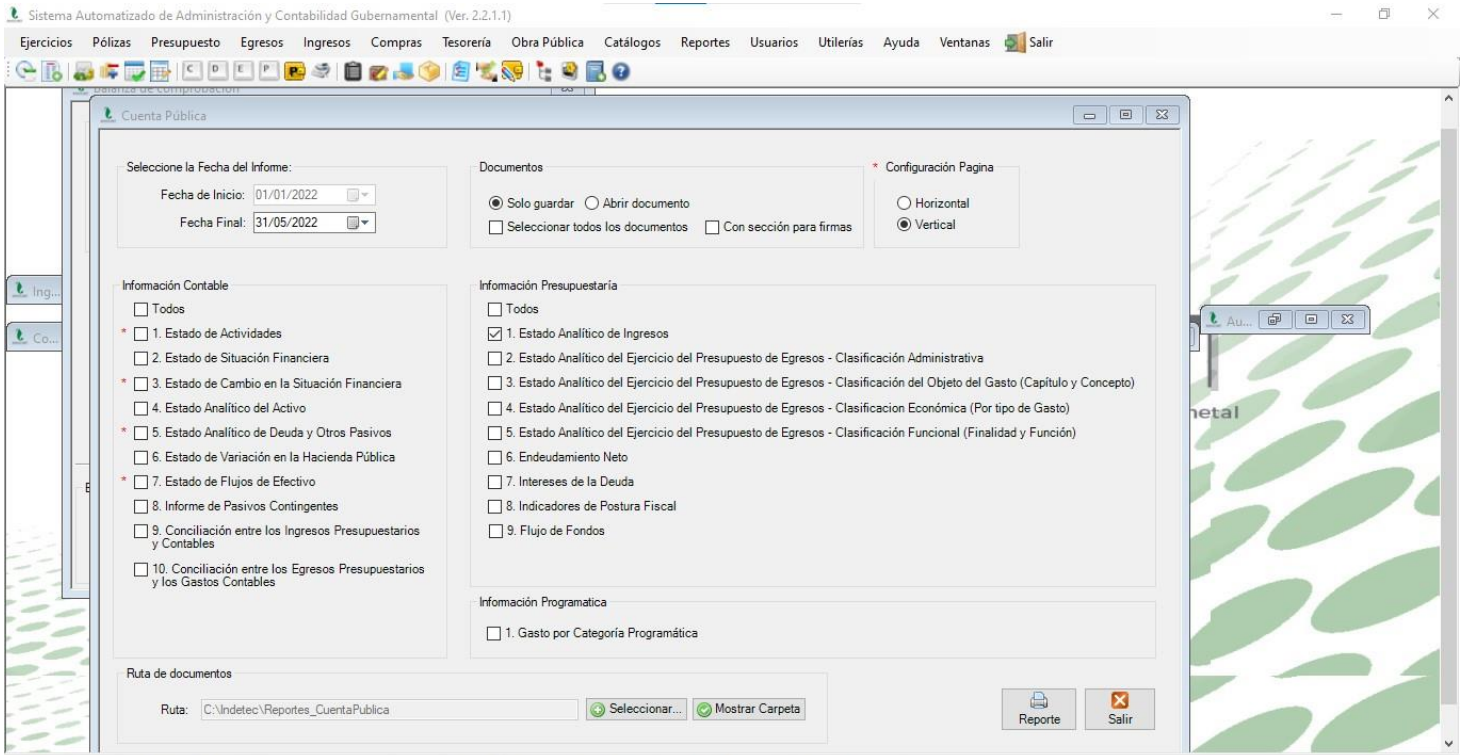 Sistema Automatizado de Administración y Contabilidad Gubernamental (Ver. 2.2.1.1)
Ejercicios Pólizas Presupuesto Egresos Ingresos Compras Tesorería Obra Pública Catálogos Reportes Usuarios Utilerías Ayuda Ventanas Salir
C D E P P
Balanza de comprobación
Cuenta Pública
Seleccione la Fecha del Informe:
Fecha de Inicio: 01/01/2022
Fecha Final: 31/05/2022
Documentos
Solo guardar Abrir documento
Seleccionar todos los documentos Con sección para firmas
* Configuración Pagina
Horizontal
Vertical
Ing...
Co...
Au...
netal
Información Contable
Todos
* 1. Estado de Actividades
2. Estado de Situación Financiera
* 3. Estado de Cambio en la Situación Financiera
4. Estado Analítico del Activo
* 5. Estado Analítico de Deuda y Otros Pasivos
6. Estado de Variación en la Hacienda Pública
* 7. Estado de Flujos de Efectivo
8. Informe de Pasivos Contingentes
9. Conciliación entre los Ingresos Presupuestarios
y Contables
10. Conciliación entre los Egresos Presupuestarios
y los Gastos Contables
Información Presupuestaría
Todos
1. Estado Analítico de Ingresos
2. Estado Analítico del Ejercicio del Presupuesto de Egresos - Clasificación Administrativa
3. Estado Analítico del Ejercicio del Presupuesto de Egresos - Clasificación del Objeto del Gasto (Capítulo y Concepto)
4. Estado Analítico del Ejercicio del Presupuesto de Egresos - Clasificacion Económica (Por tipo de Gasto)
5. Estado Analítico del Ejercicio del Presupuesto de Egresos - Clasificación Funcional (Finalidad y Función)
6. Endeudamiento Neto
7. Intereses de la Deuda
8. Indicadores de Postura Fiscal
9. Flujo de Fondos
Información Programatica
1. Gasto por Categoría Programática
Ruta de documentos
Ruta: C:\Indetec\Reportes_CuentaPublica
Seleccionar... Mostrar Carpeta
Reporte Salir